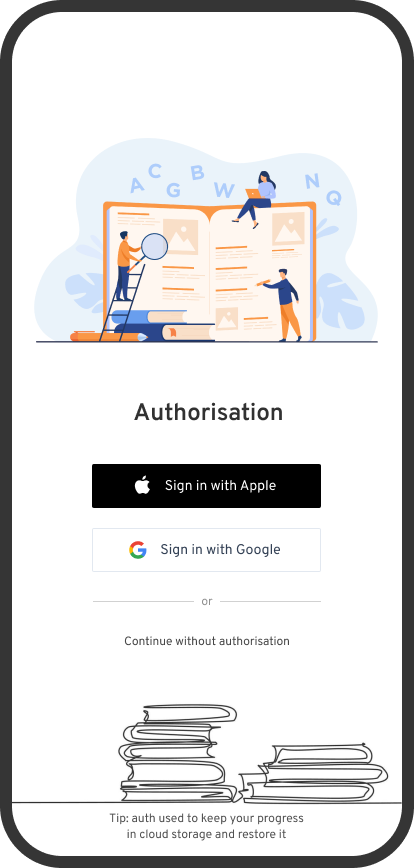 A C G B W N Q
Authorisation
Sign in with Apple
Sign in with Google
or
Continue without authorisation
Tip: auth used to keep your progress
in cloud storage and restore it